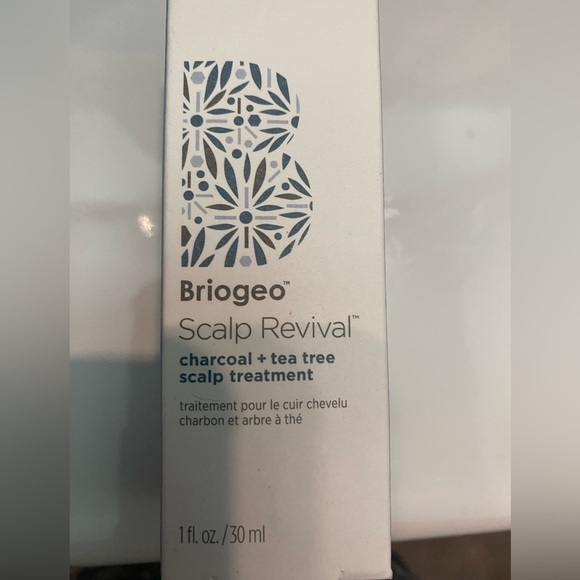 Briogeo™
Scalp Revival™
charcoal + tea tree
scalp treatment
traitement pour le cuir chevelu
charbon et arbre à thé
1 fl. oz./30 ml